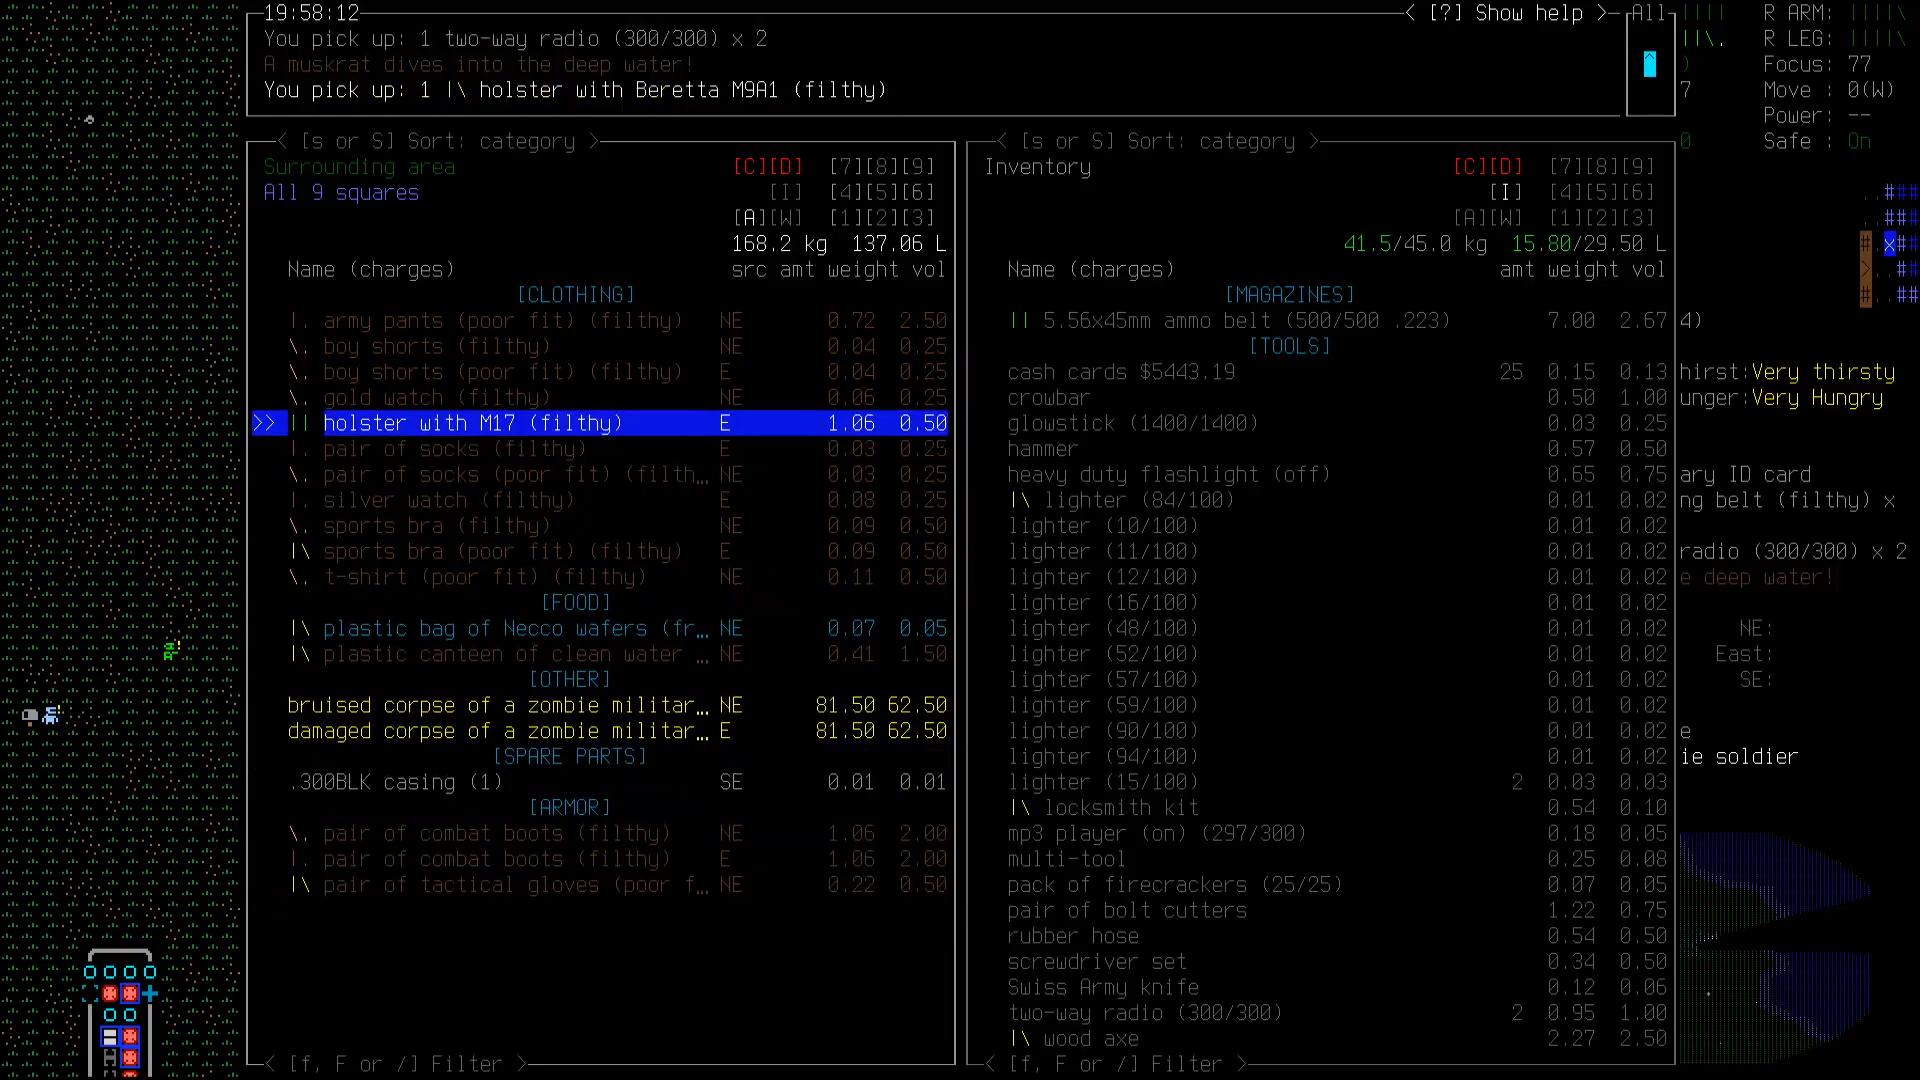 19:58:12 < [?] Show help > All
You pick up: 1 two-way radio (300/300) x 2
A muskrat dives into the deep water!
You pick up: 1 |\ holster with Beretta M9A1 (filthy)
R ARM: ||||\
R LEG: ||||\
Focus: 77
Move : 0(W)
Power: --
Safe : On
< [s or S] Sort: category >
Surrounding area [C][D] [7][8][9]
All 9 squares [I] [4][5][6]
[A][W] [1][2][3]
168.2 kg 137.06 L
Name (charges) src amt weight vol
[CLOTHING]
|. army pants (poor fit) (filthy) NE 0.72 2.50
\. boy shorts (filthy) NE 0.04 0.25
\. boy shorts (poor fit) (filthy) E 0.04 0.25
\. gold watch (filthy) NE 0.06 0.25
>> || holster with M17 (filthy) E 1.06 0.50
|. pair of socks (filthy) E 0.03 0.25
\. pair of socks (poor fit) (filth… NE 0.03 0.25
|. silver watch (filthy) E 0.08 0.25
\. sports bra (filthy) NE 0.09 0.50
|\ sports bra (poor fit) (filthy) E 0.09 0.50
\. t-shirt (poor fit) (filthy) NE 0.11 0.50
[FOOD]
|\ plastic bag of Necco wafers (fr… NE 0.07 0.05
|\ plastic canteen of clean water … NE 0.41 1.50
[OTHER]
bruised corpse of a zombie militar… NE 81.50 62.50
damaged corpse of a zombie militar… E 81.50 62.50
[SPARE PARTS]
.300BLK casing (1) SE 0.01 0.01
[ARMOR]
\. pair of combat boots (filthy) NE 1.06 2.00
|. pair of combat boots (filthy) E 1.06 2.00
|\ pair of tactical gloves (poor f… NE 0.22 0.50
< [f, F or /] Filter >
< [s or S] Sort: category >
Inventory [C][D] [7][8][9]
[I] [4][5][6]
[A][W] [1][2][3]
41.5/45.0 kg 15.80/29.50 L
Name (charges) amt weight vol
[MAGAZINES]
|| 5.56x45mm ammo belt (500/500 .223) 7.00 2.67
[TOOLS]
cash cards $5443.19 25 0.15 0.13
crowbar 0.50 1.00
glowstick (1400/1400) 0.03 0.25
hammer 0.57 0.50
heavy duty flashlight (off) 0.65 0.75
|\ lighter (84/100) 0.01 0.02
lighter (10/100) 0.01 0.02
lighter (11/100) 0.01 0.02
lighter (12/100) 0.01 0.02
lighter (16/100) 0.01 0.02
lighter (48/100) 0.01 0.02
lighter (52/100) 0.01 0.02
lighter (57/100) 0.01 0.02
lighter (59/100) 0.01 0.02
lighter (90/100) 0.01 0.02
lighter (94/100) 0.01 0.02
lighter (15/100) 2 0.03 0.03
|\ locksmith kit 0.54 0.10
mp3 player (on) (297/300) 0.18 0.05
multi-tool 0.25 0.08
pack of firecrackers (25/25) 0.07 0.05
pair of bolt cutters 1.22 0.75
rubber hose 0.54 0.50
screwdriver set 0.34 0.50
Swiss Army knife 0.12 0.06
two-way radio (300/300) 2 0.95 1.00
|\ wood axe 2.27 2.50
< [f, F or /] Filter >
4)
hirst:Very thirsty
unger:Very Hungry
ary ID card
ng belt (filthy) x
radio (300/300) x 2
e deep water!
NE:
East:
SE:
e
ie soldier